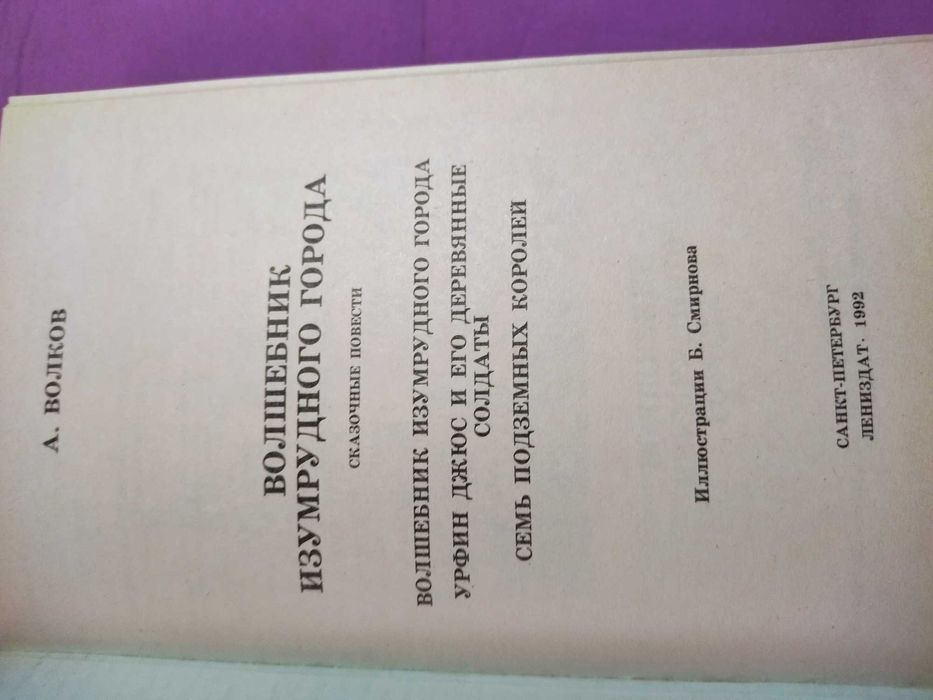 А. ВОЛКОВ
ВОЛШЕБНИК
ИЗУМРУДНОГО ГОРОДА
СКАЗОЧНЫЕ ПОВЕСТИ
ВОЛШЕБНИК ИЗУМРУДНОГО ГОРОДА
УРФИН ДЖЮС И ЕГО ДЕРЕВЯННЫЕ
СОЛДАТЫ
СЕМЬ ПОДЗЕМНЫХ КОРОЛЕЙ
Иллюстрации Б. Смирнова
САНКТ-ПЕТЕРБУРГ
ЛЕНИЗДАТ · 1992